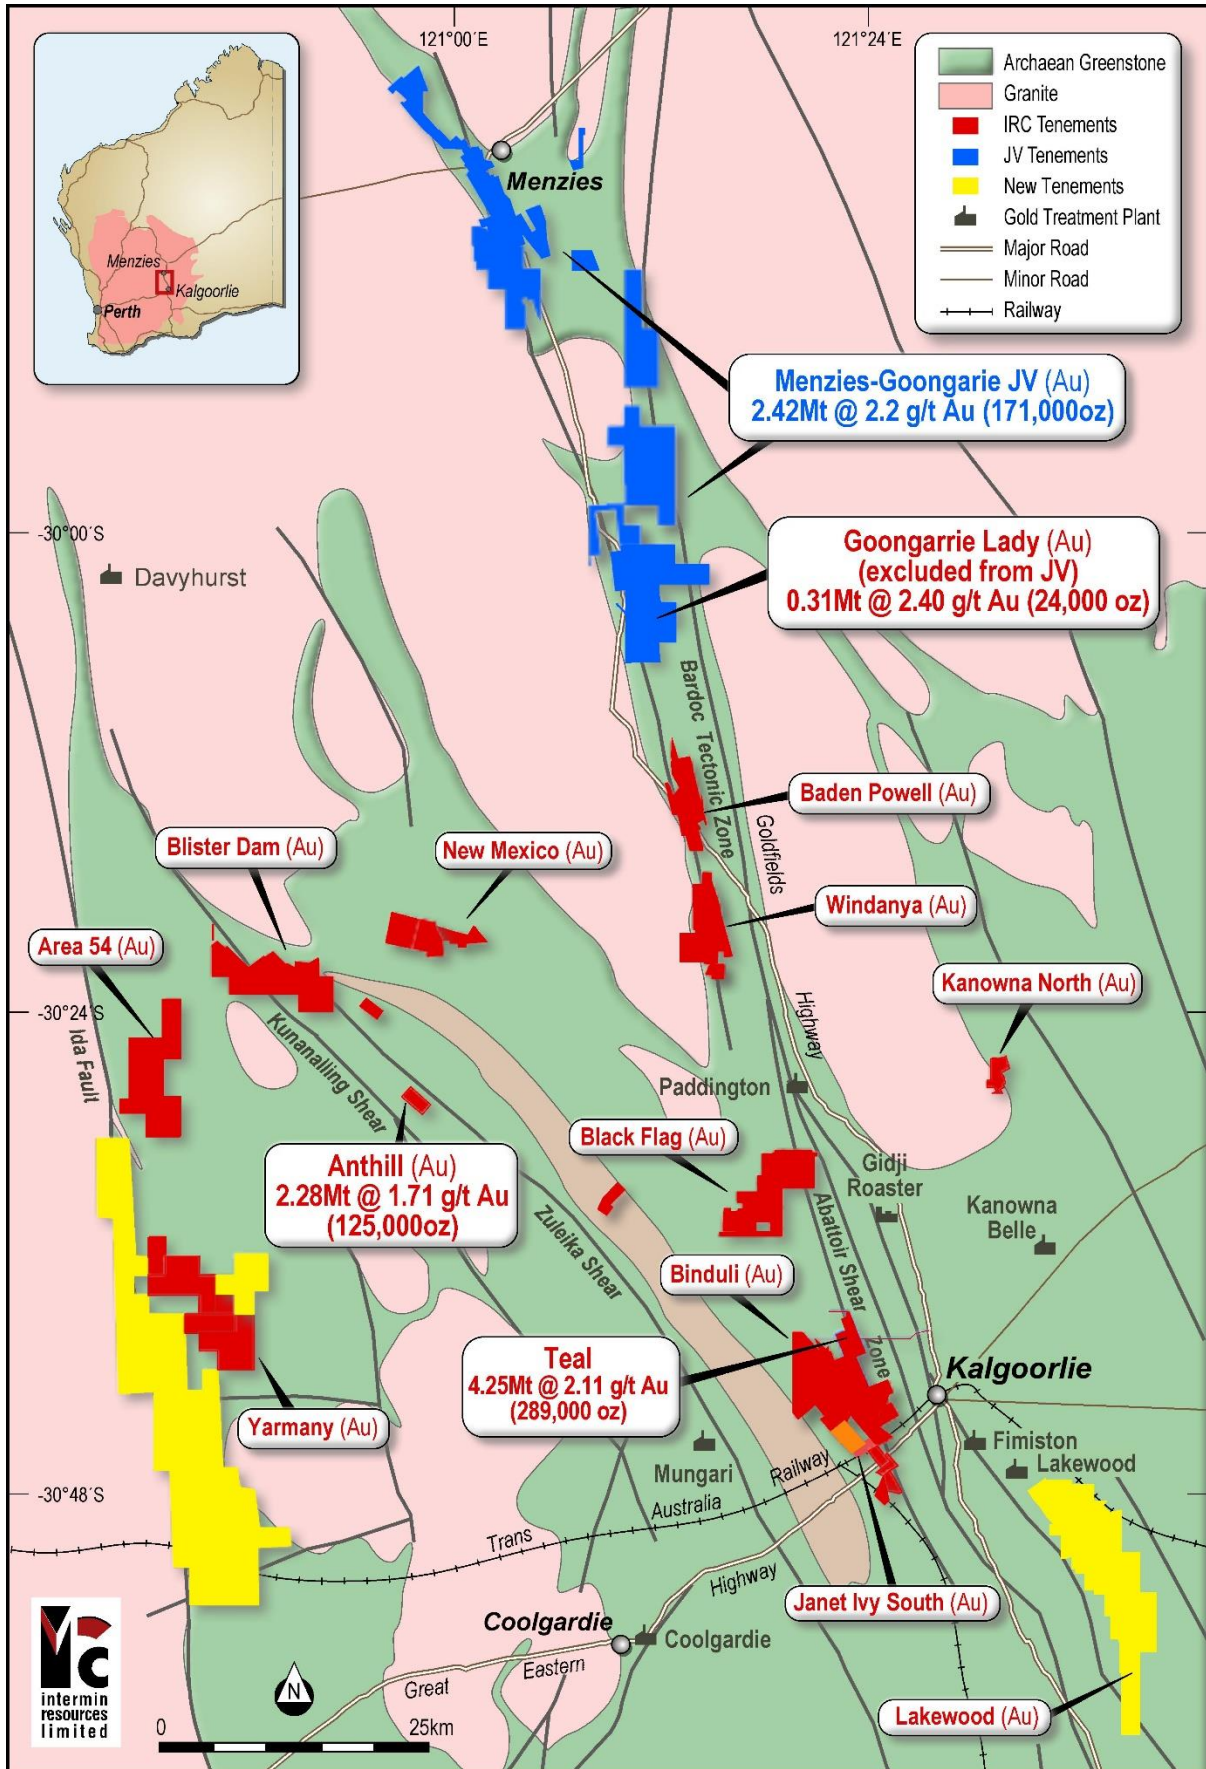 121°00´E
121°24´E
Archaean Greenstone
Granite
IRC Tenements
JV Tenements
New Tenements
Gold Treatment Plant
Major Road
Minor Road
Railway
Menzies
Kalgoorlie
Perth
Menzies
Menzies-Goongarie JV (Au)
2.42Mt @ 2.2 g/t Au (171,000oz)
-30°00´S
Goongarrie Lady (Au)
(excluded from JV)
0.31Mt @ 2.40 g/t Au (24,000 oz)
Davyhurst
Bardoc Tectonic Zone
Baden Powell (Au)
Goldfields
Highway
Blister Dam (Au)
New Mexico (Au)
Windanya (Au)
Area 54 (Au)
Kanowna North (Au)
-30°24´S
Ida Fault
Kunanalling Shear
Paddington
Black Flag (Au)
Anthill (Au)
2.28Mt @ 1.71 g/t Au
(125,000oz)
Gidji
Roaster
Kanowna
Belle
Zuleika Shear
Abattoir Shear
Zone
Binduli (Au)
Teal
4.25Mt @ 2.11 g/t Au
(289,000 oz)
Kalgoorlie
Yarmany (Au)
Mungari
Fimiston
Lakewood
-30°48´S
Trans
Australia
Railway
Highway
Janet Ivy South (Au)
Coolgardie
Coolgardie
Great
Eastern
Lakewood (Au)
c
intermin
resources
limited
N
0
25km